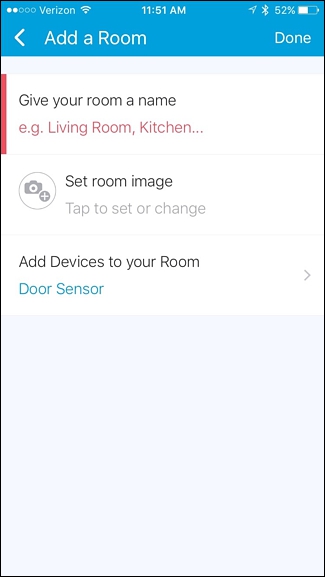 Verizon 11:51 AM 52%
Add a Room Done
Give your room a name
e.g. Living Room, Kitchen...
Set room image
Tap to set or change
Add Devices to your Room
Door Sensor